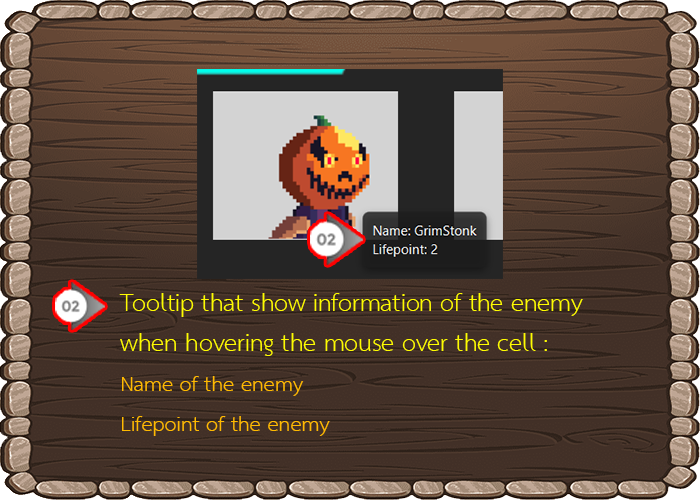 Name: GrimStonk
02
Lifepoint: 2
02
Tooltip that show information of the enemy
when hovering the mouse over the cell :
Name of the enemy
Lifepoint of the enemy